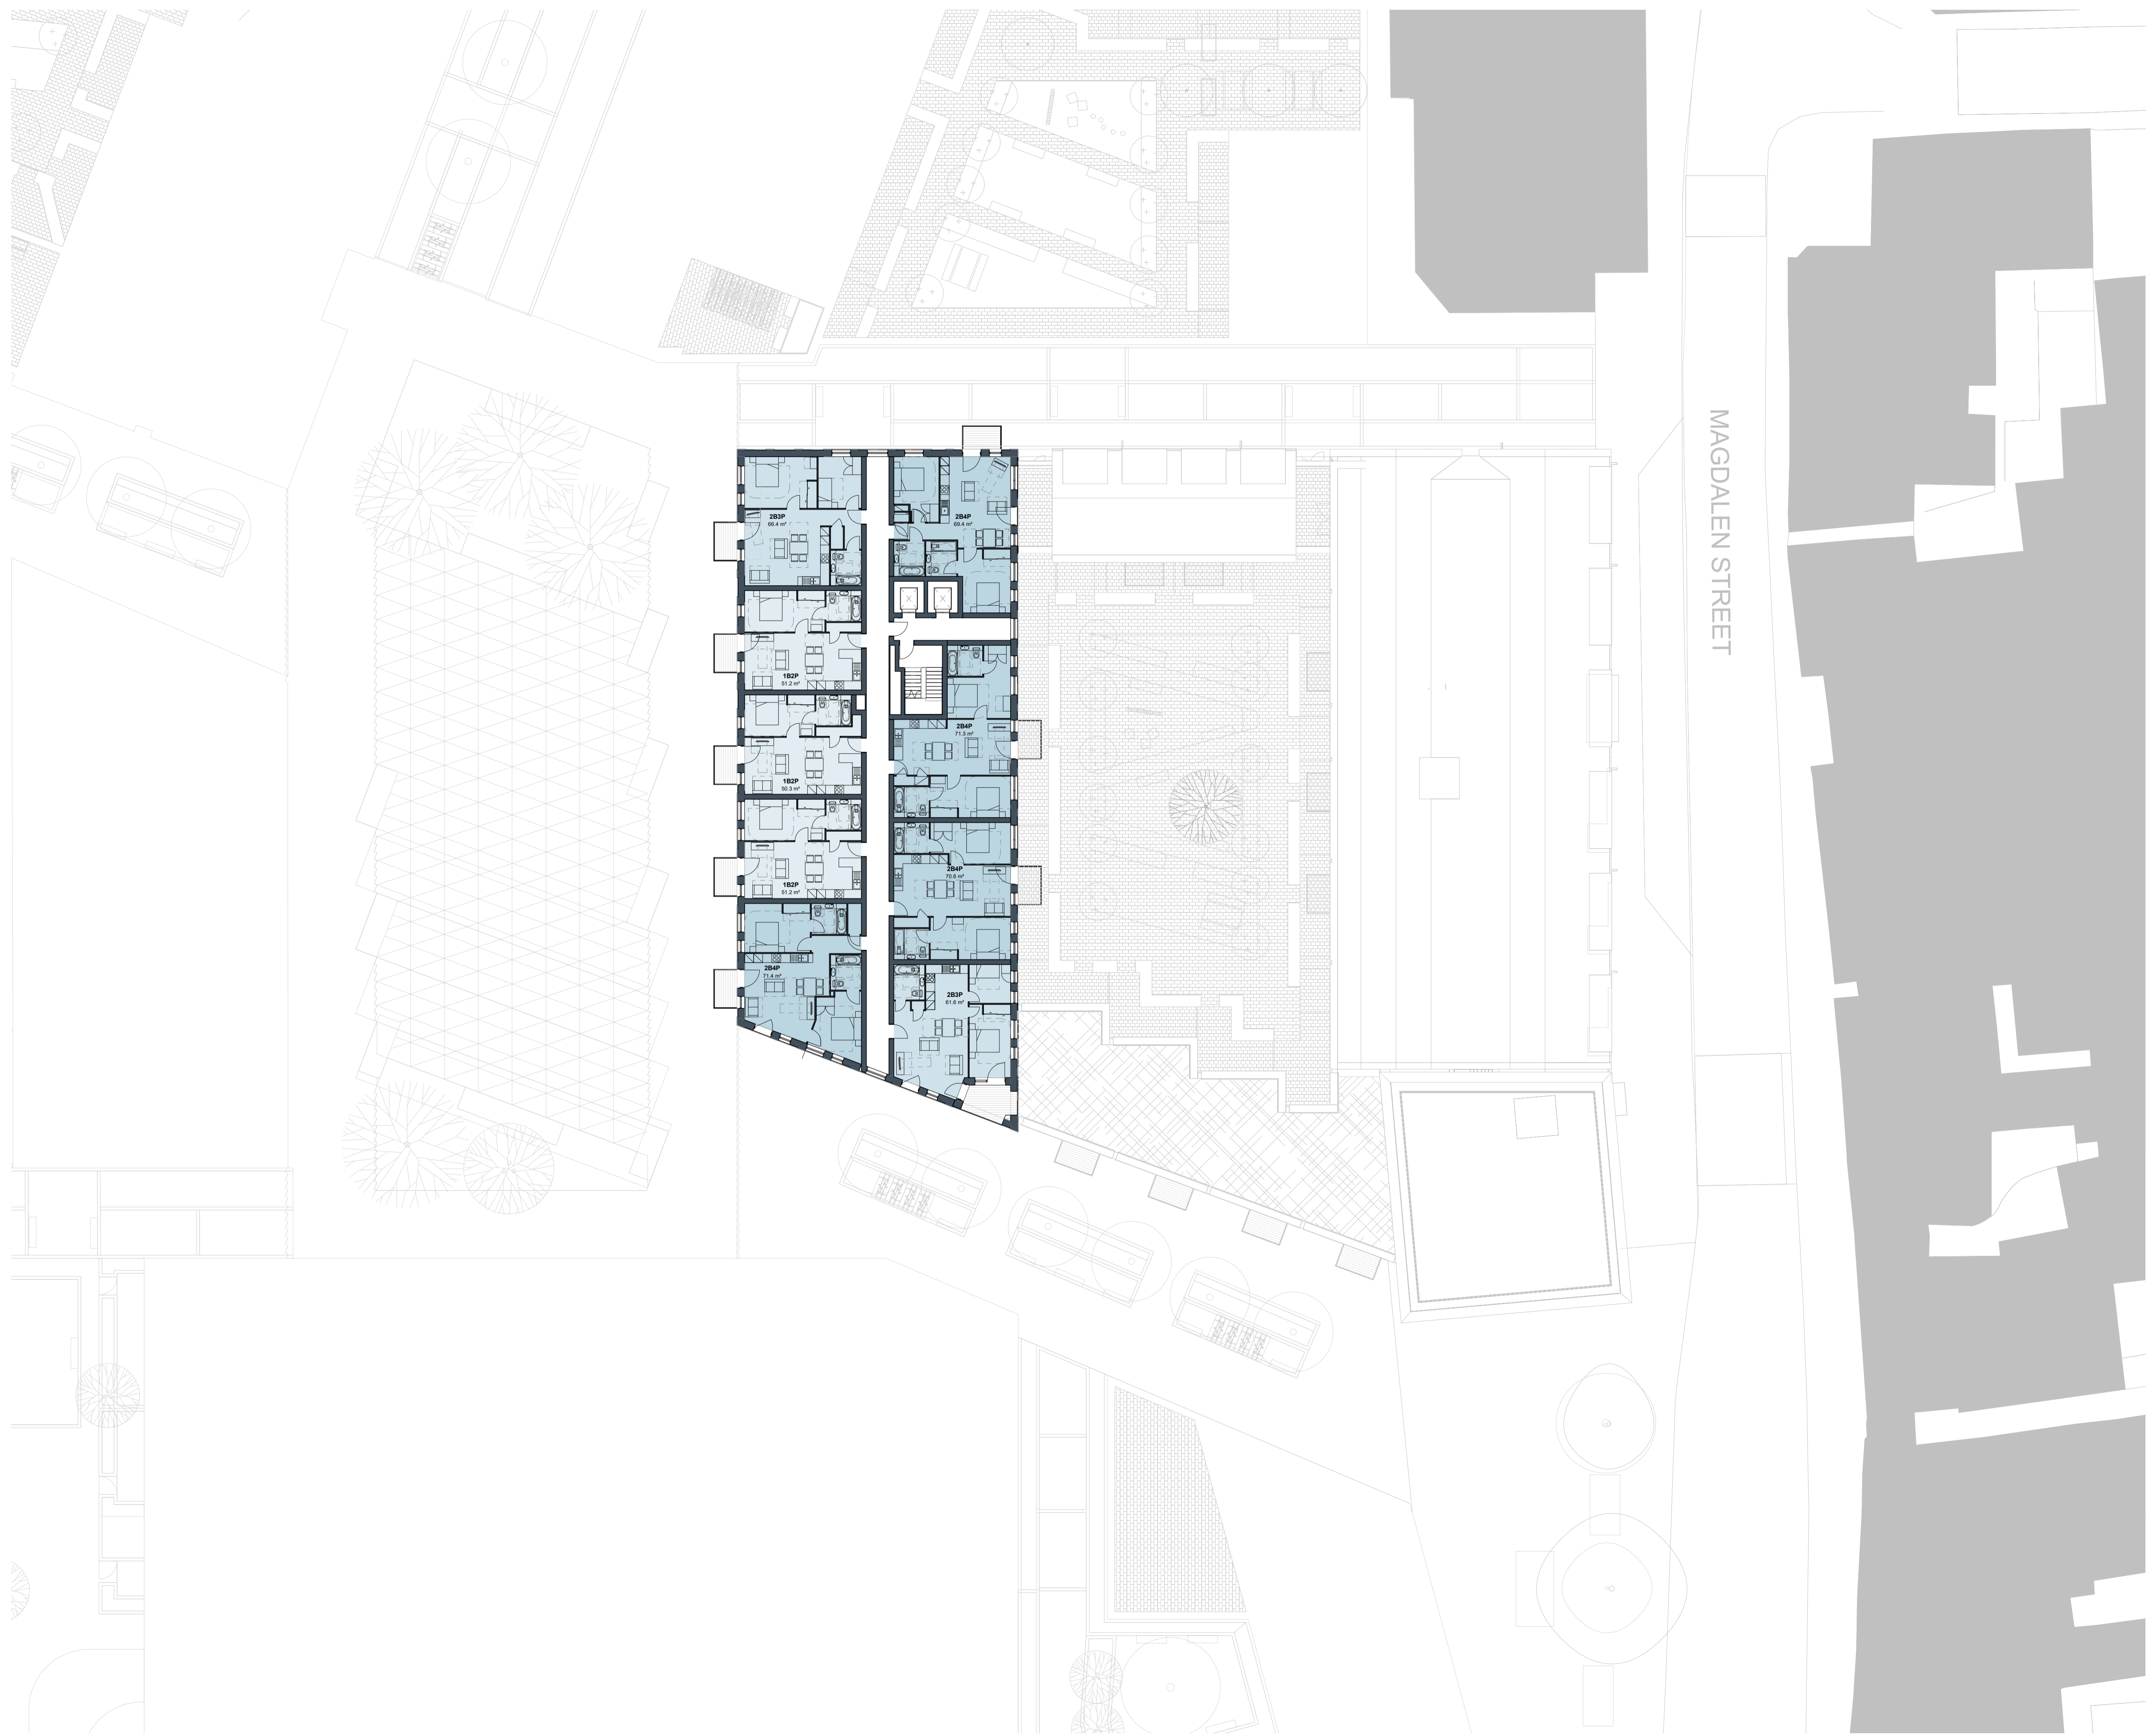 MAGDALEN STREET
2B3P
66.4 m²
2B4P
69.4 m²
1B2P
51.2 m²
2B4P
71.3 m²
1B2P
50.3 m²
2B4P
70.6 m²
1B2P
51.2 m²
2B4P
71.4 m²
2B3P
61.6 m²